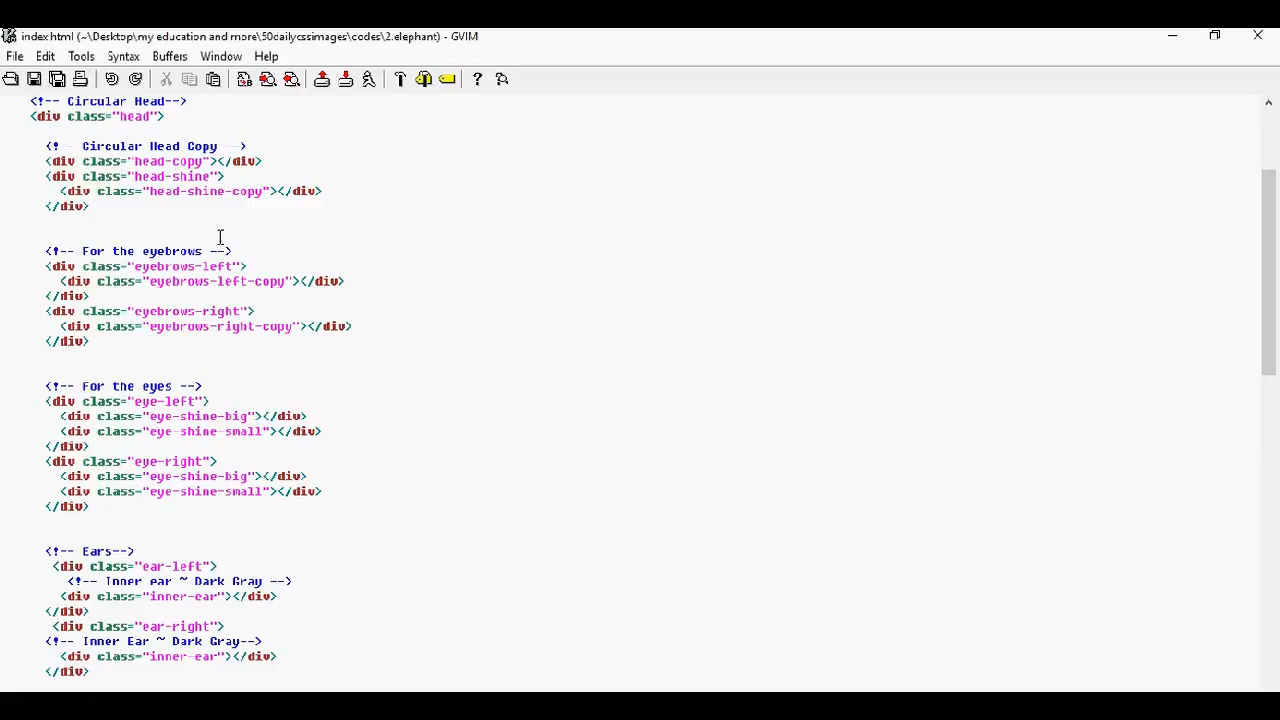 index.html (~\Desktop\my education and more\50dailycssimages\codes\2.elephant) - GVIM
File Edit Tools Syntax Buffers Window Help
<!-- Circular Head-->
<div class="head">
<!-- Circular Head Copy -->
<div class="head-copy"></div>
<div class="head-shine">
<div class="head-shine-copy"></div>
</div>
<!-- For the eyebrows -->
<div class="eyebrows-left">
<div class="eyebrows-left-copy"></div>
</div>
<div class="eyebrows-right">
<div class="eyebrows-right-copy"></div>
</div>
<!-- For the eyes -->
<div class="eye-left">
<div class="eye-shine-big"></div>
<div class="eye-shine-small"></div>
</div>
<div class="eye-right">
<div class="eye-shine-big"></div>
<div class="eye-shine-small"></div>
</div>
<!-- Ears-->
<div class="ear-left">
<!-- Inner ear ~ Dark Gray -->
<div class="inner-ear"></div>
</div>
<div class="ear-right">
<!-- Inner Ear ~ Dark Gray-->
<div class="inner-ear"></div>
</div>